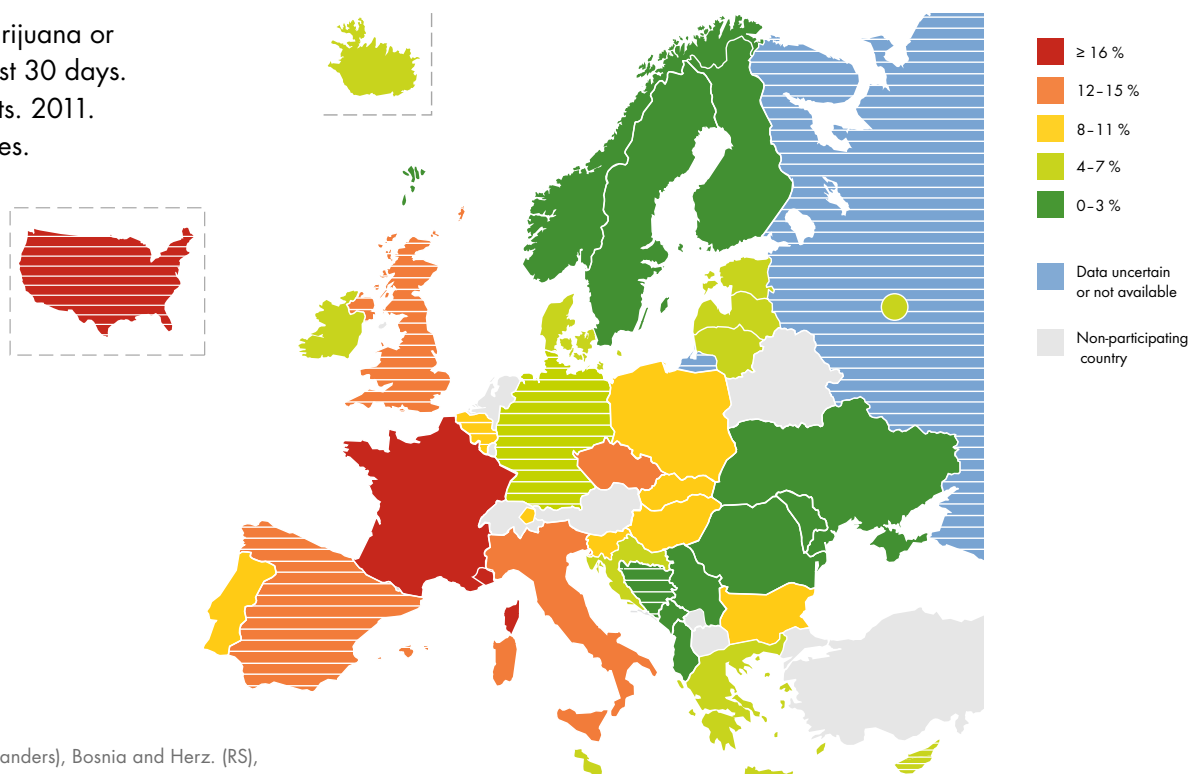 rijuana or
st 30 days.
ts. 2011.
es.
≥ 16 %
12–15 %
8–11 %
4–7 %
0–3 %
Data uncertain
or not available
Non-participating
country
anders), Bosnia and Herz. (RS),